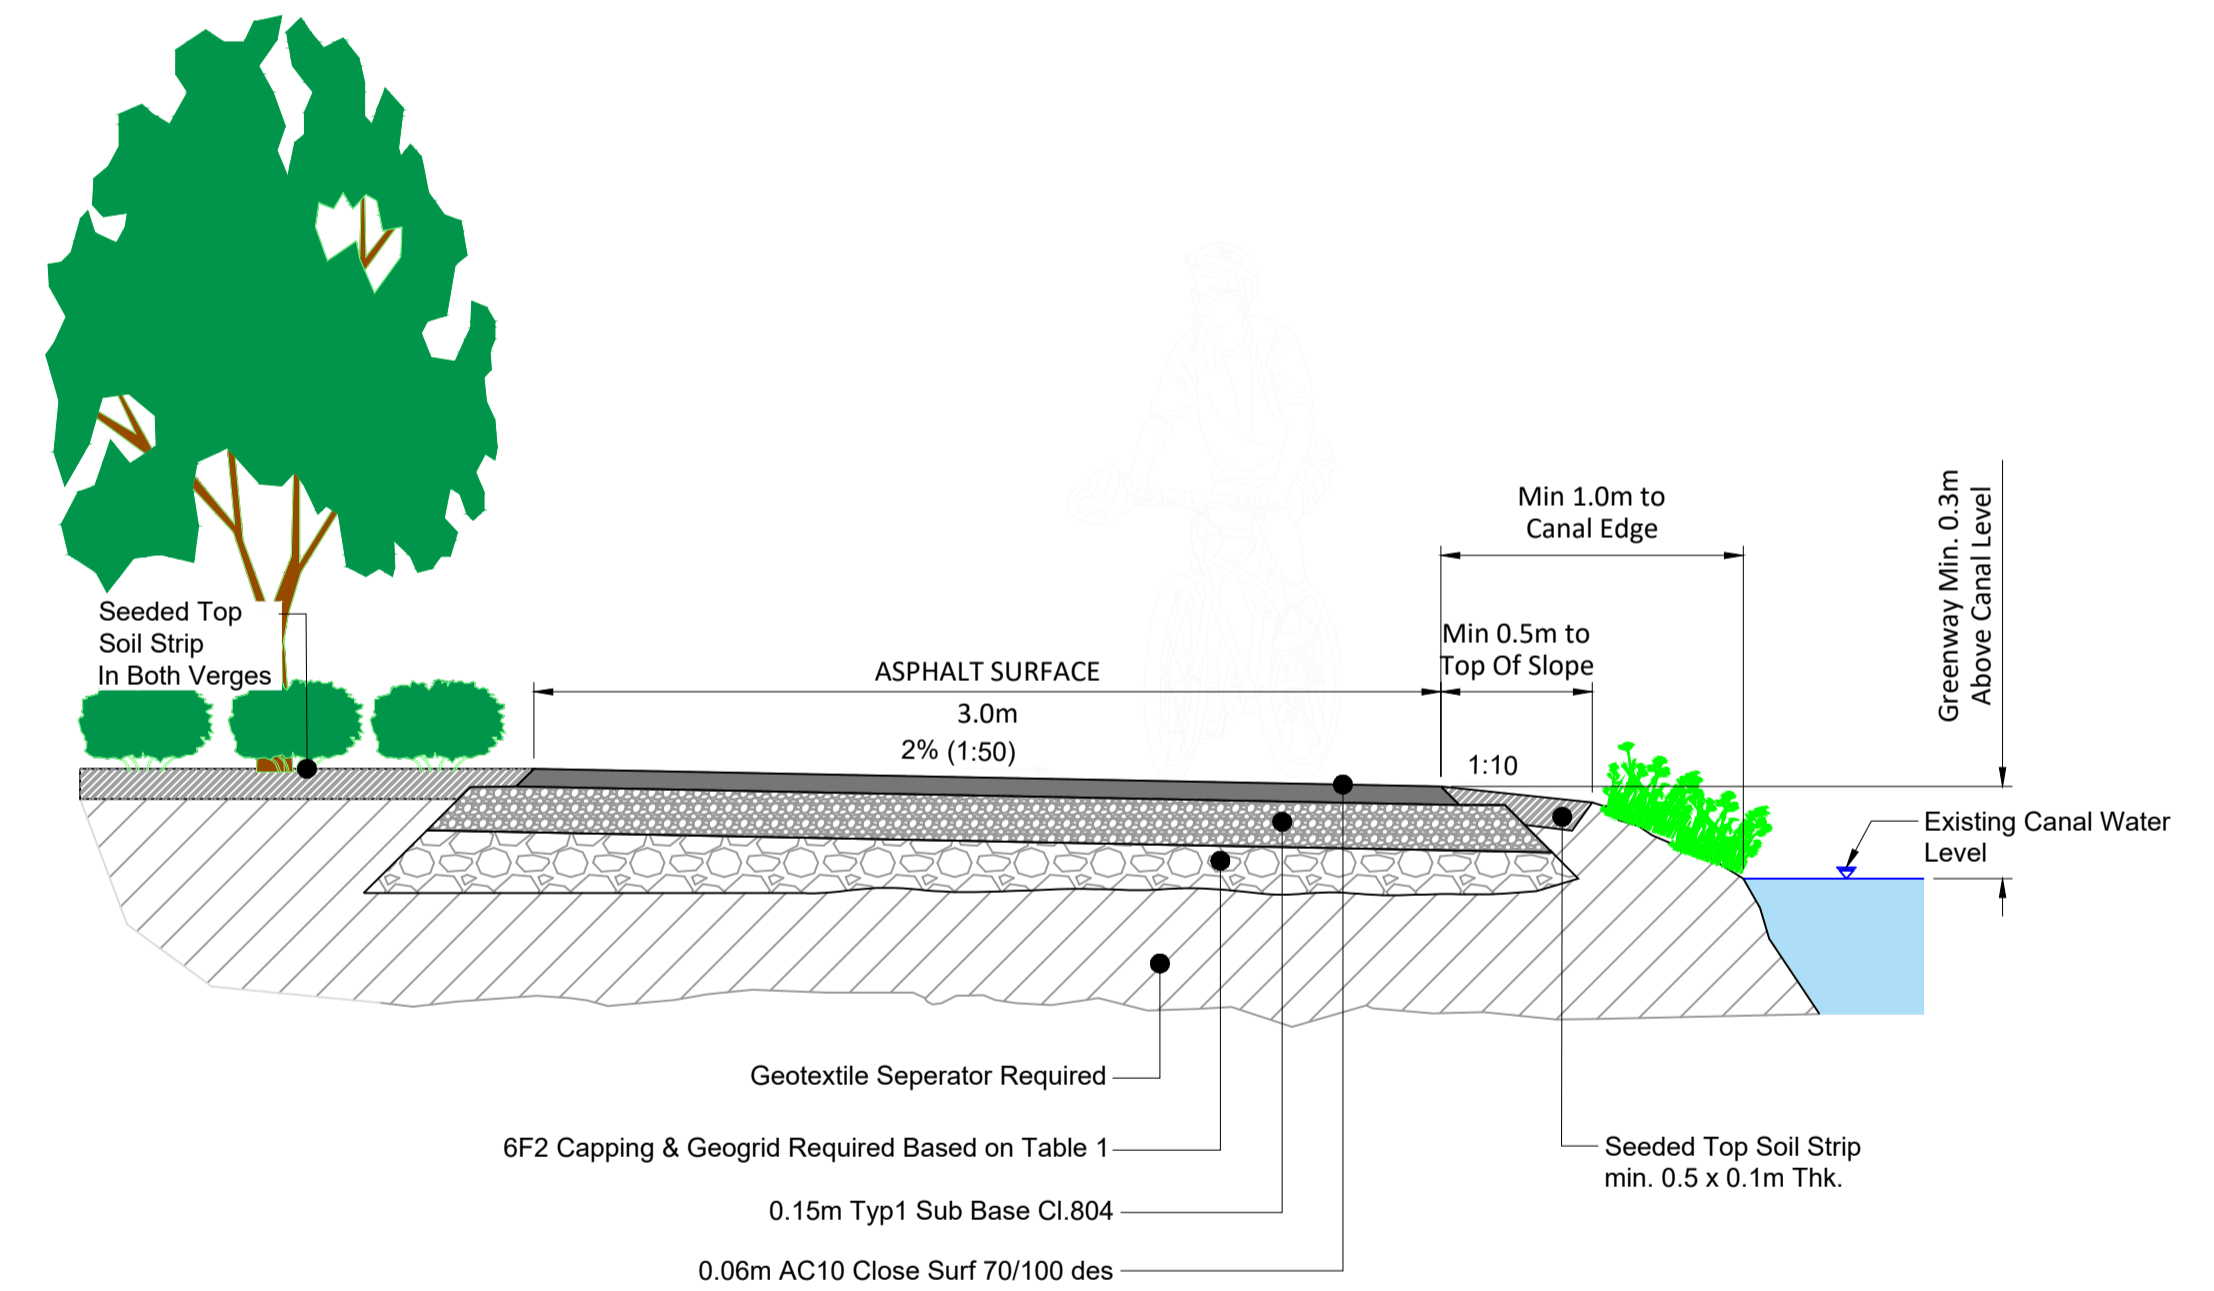 Seeded Top
Soil Strip
In Both Verges
ASPHALT SURFACE
3.0m
2% (1:50)
Min 1.0m to
Canal Edge
Min 0.5m to
Top Of Slope
1:10
Greenway Min. 0.3m
Above Canal Level
Existing Canal Water
Level
Geotextile Seperator Required
6F2 Capping & Geogrid Required Based on Table 1
0.15m Typ1 Sub Base Cl.804
0.06m AC10 Close Surf 70/100 des
Seeded Top Soil Strip
min. 0.5 x 0.1m Thk.